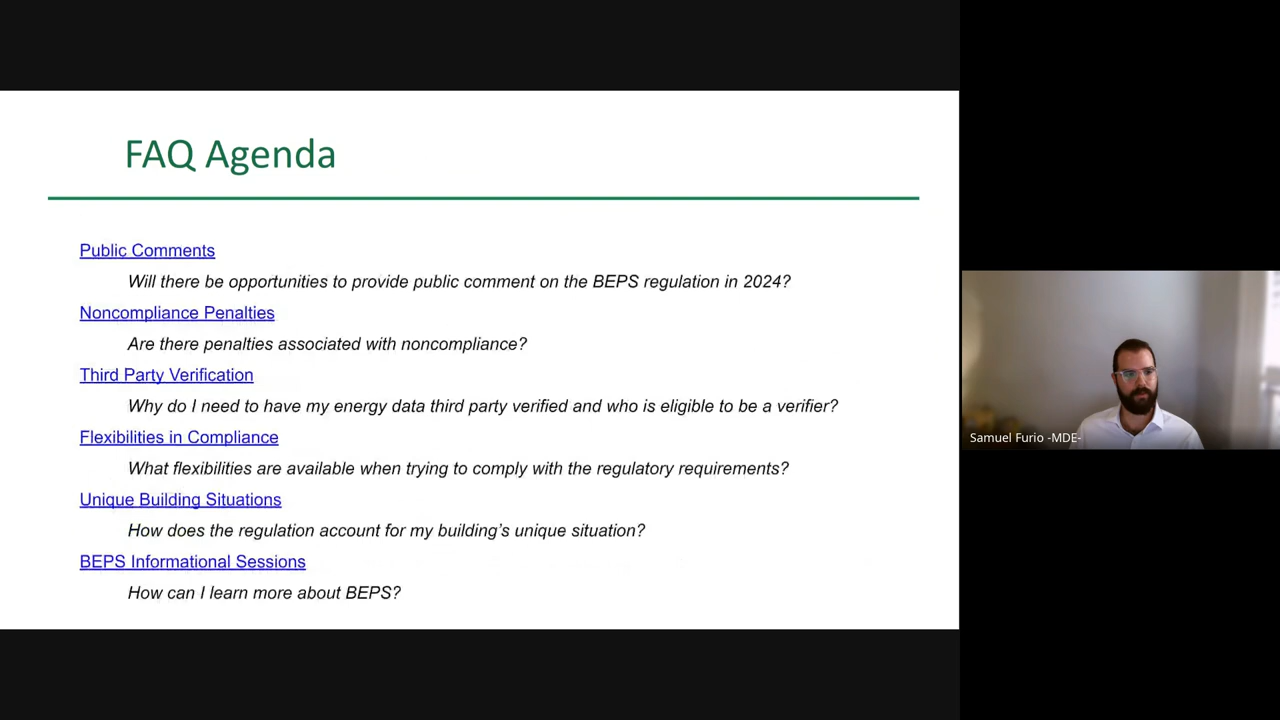 FAQ Agenda
Public Comments
Will there be opportunities to provide public comment on the BEPS regulation in 2024?
Noncompliance Penalties
Are there penalties associated with noncompliance?
Third Party Verification
Why do I need to have my energy data third party verified and who is eligible to be a verifier?
Flexibilities in Compliance
What flexibilities are available when trying to comply with the regulatory requirements?
Unique Building Situations
How does the regulation account for my building's unique situation?
BEPS Informational Sessions
How can I learn more about BEPS?
Samuel Furio -MDE-